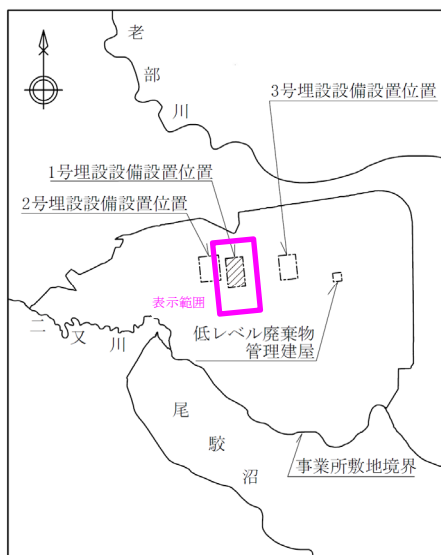 老部川
3号埋設設備設置位置
1号埋設設備設置位置
2号埋設設備設置位置
表示範囲
低レベル廃棄物
管理建屋
二又川
尾駮沼
事業所敷地境界